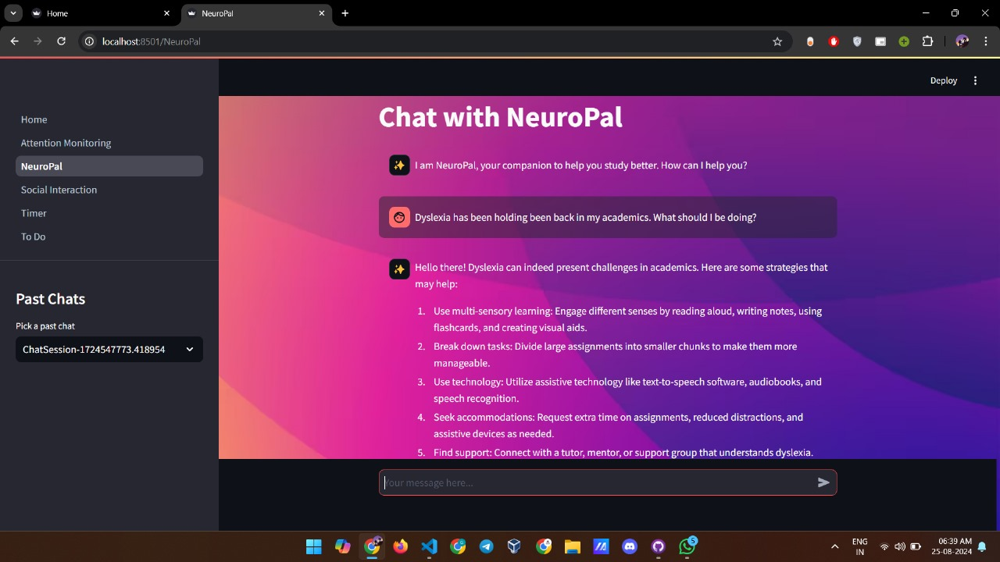 Home
NeuroPal
localhost:8501/NeuroPal
Deploy
Home
Attention Monitoring
NeuroPal
Social Interaction
Timer
To Do
Past Chats
Pick a past chat
ChatSession-1724547773.418954
Chat with NeuroPal
I am NeuroPal, your companion to help you study better. How can I help you?
Dyslexia has been holding been back in my academics. What should I be doing?
Hello there! Dyslexia can indeed present challenges in academics. Here are some strategies that
may help:
1. Use multi-sensory learning: Engage different senses by reading aloud, writing notes, using
flashcards, and creating visual aids.
2. Break down tasks: Divide large assignments into smaller chunks to make them more
manageable.
3. Use technology: Utilize assistive technology like text-to-speech software, audiobooks, and
speech recognition.
4. Seek accommodations: Request extra time on assignments, reduced distractions, and
assistive devices as needed.
5. Find support: Connect with a tutor, mentor, or support group that understands dyslexia.
Your message here...
5
ENG
IN
06:39 AM
25-08-2024